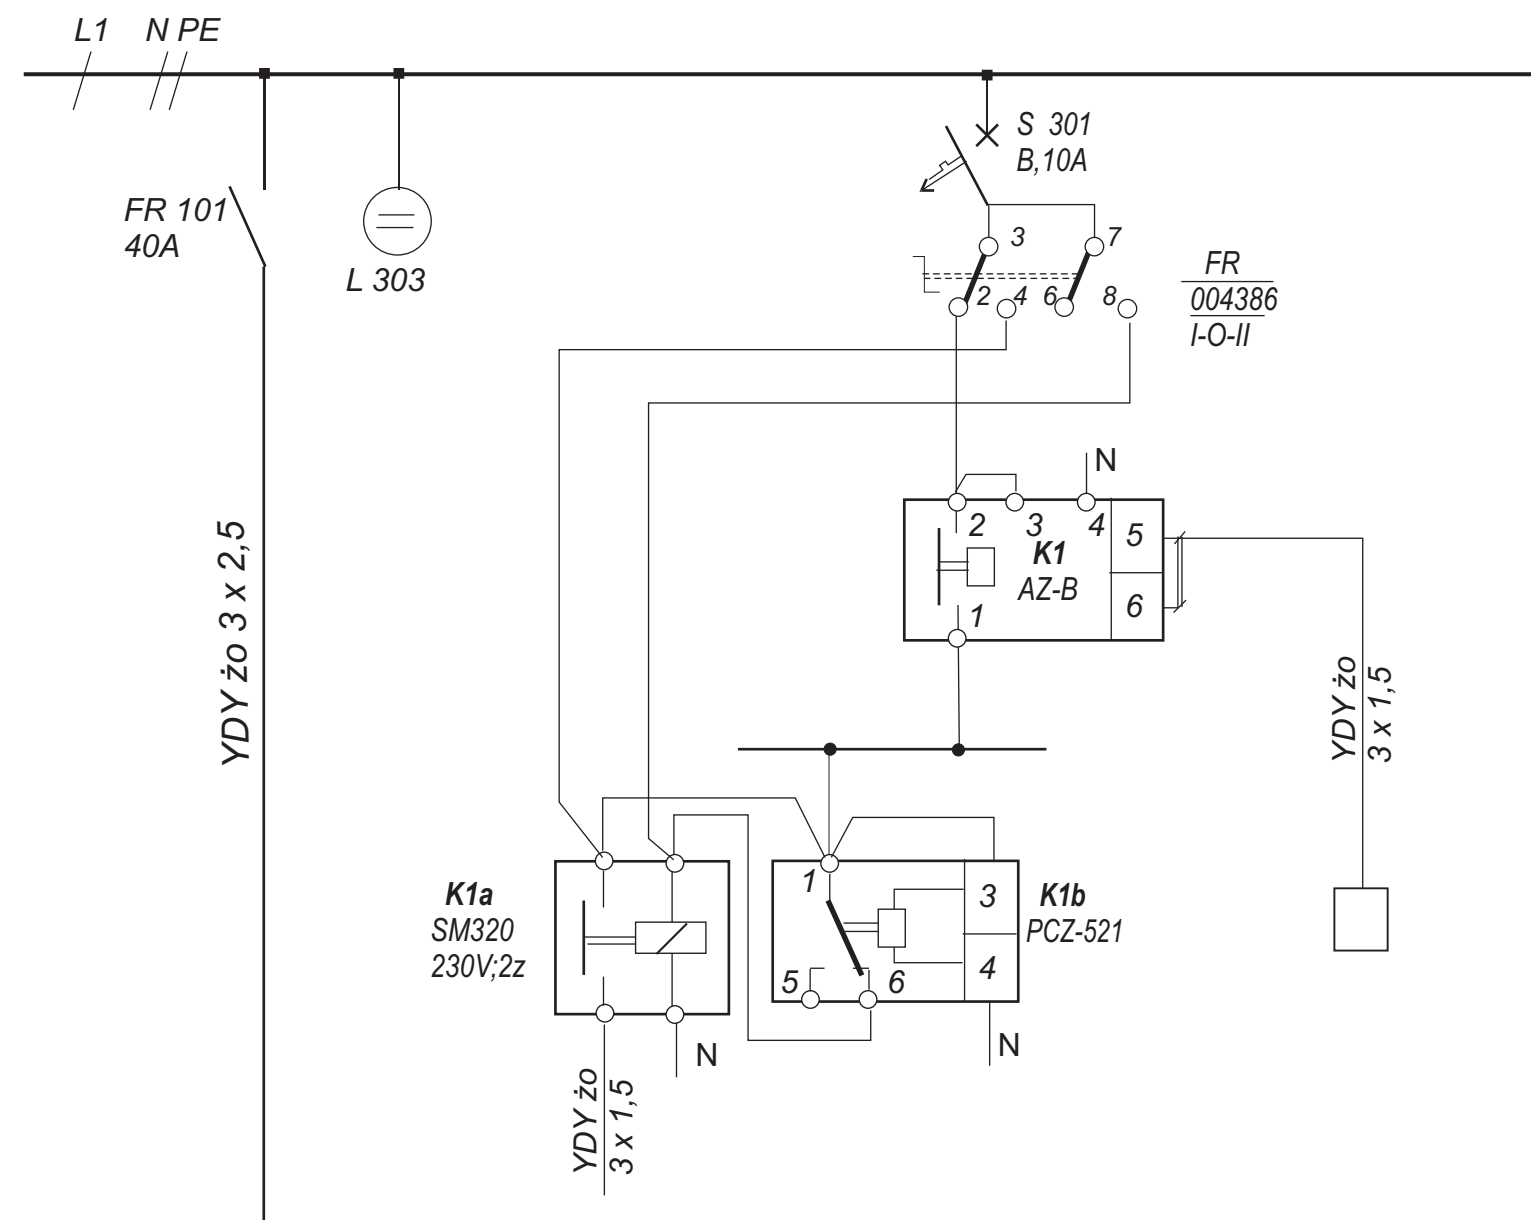 L1 N PE
S 301
B,10A
FR 101
40A
L 303
3 7
2 4 6 8
FR
004386
I-O-II
N
2 3 4 5
K1
AZ-B
6
1
YDY żo 3 x 2,5
YDY żo
3 x 1,5
K1a
SM320
230V;2z
1 3
K1b
PCZ-521
5 6 4
N
N
YDY żo
3 x 1,5